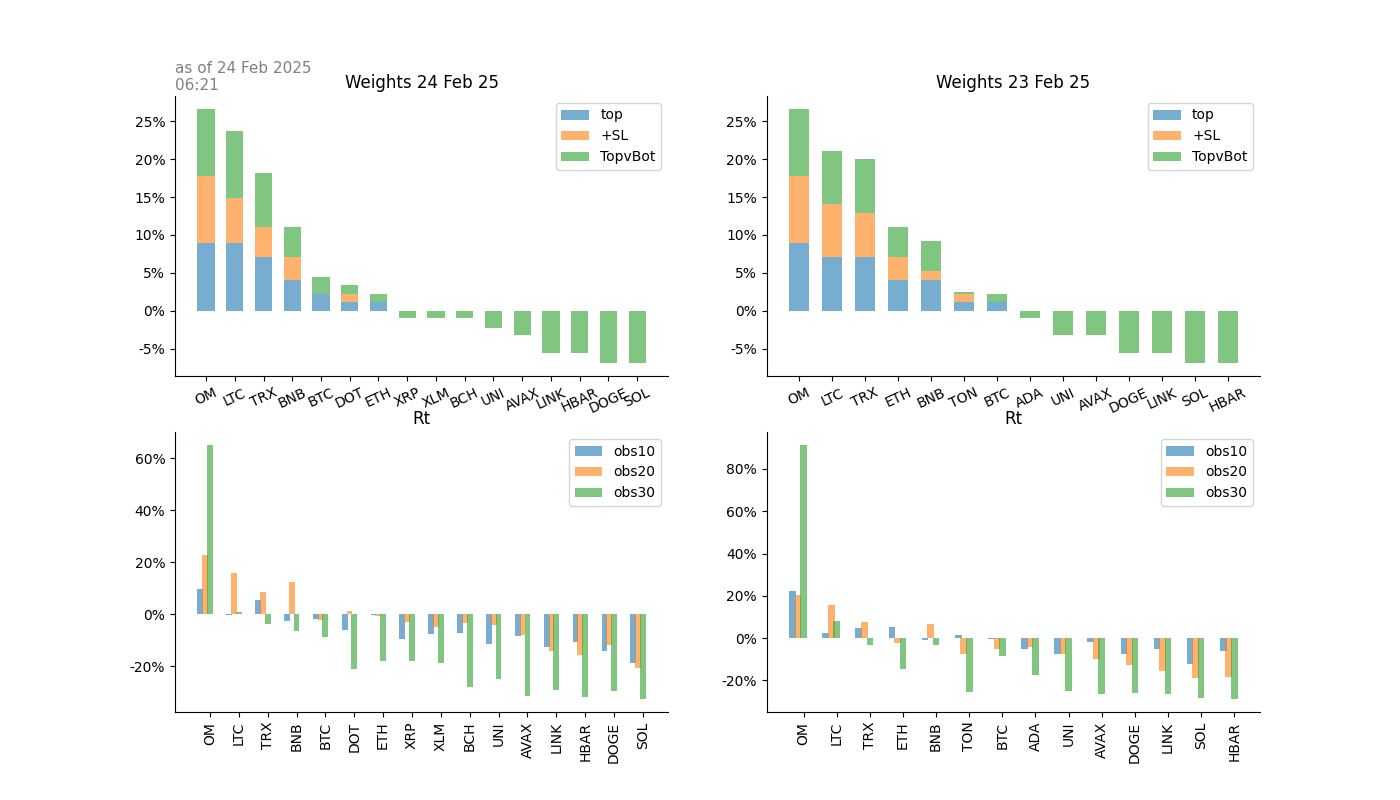 as of 24 Feb 2025
06:21
Weights 24 Feb 25
25%
20%
15%
10%
5%
0%
-5%
top
+SL
TopvBot
OM LTC TRX BNB BTC DOT ETH XRP XLM BCH UNI AVAX LINK HBAR DOGE SOL
Weights 23 Feb 25
25%
20%
15%
10%
5%
0%
-5%
top
+SL
TopvBot
OM LTC TRX ETH BNB TON BTC ADA UNI AVAX DOGE LINK SOL HBAR
Rt
60%
40%
20%
0%
-20%
obs10
obs20
obs30
OM LTC TRX BNB BTC DOT ETH XRP XLM BCH UNI AVAX LINK HBAR DOGE SOL
Rt
80%
60%
40%
20%
0%
-20%
obs10
obs20
obs30
OM LTC TRX ETH BNB TON BTC ADA UNI AVAX DOGE LINK SOL HBAR